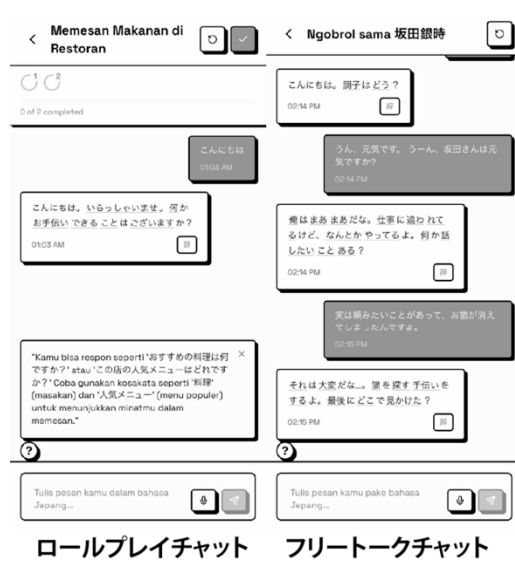 Memesan Makanan di
Restoran
1
2
0 of 2 completed
こんにちは
01:03 AM
こんにちは。いらっしゃいませ。何か
お手伝いできることはございますか？
01:03 AM
辞
"Kamu bisa respon seperti 'おすすめの料理は何
ですか？' atau 'この店の人気メニューはどれです
か？' Coba gunakan kosakata seperti '料理'
(masakan) dan '人気メニュー' (menu populer)
untuk menunjukkan minatmu dalam
memesan."
?
Tulis pesan kamu dalam bahasa
Jepang...
ロールプレイチャット
Ngobrol sama 坂田銀時
こんにちは。調子はどう？
02:14 PM
辞
うん、元気です。うーん、坂田さんは元
気ですか?
02:14 PM
俺はまあまあだな。仕事に追われて
るけど、なんとかやってるよ。何か話
したいことある？
02:14 PM
辞
実は頼みたいことがあって、お猫が消え
てしまったんですよ。
02:15 PM
それは大変だな…。猫を探す手伝いを
するよ。最後にどこで見かけた？
02:15 PM
辞
?
Tulis pesan kamu pake bahasa
Jepang...
フリートークチャット